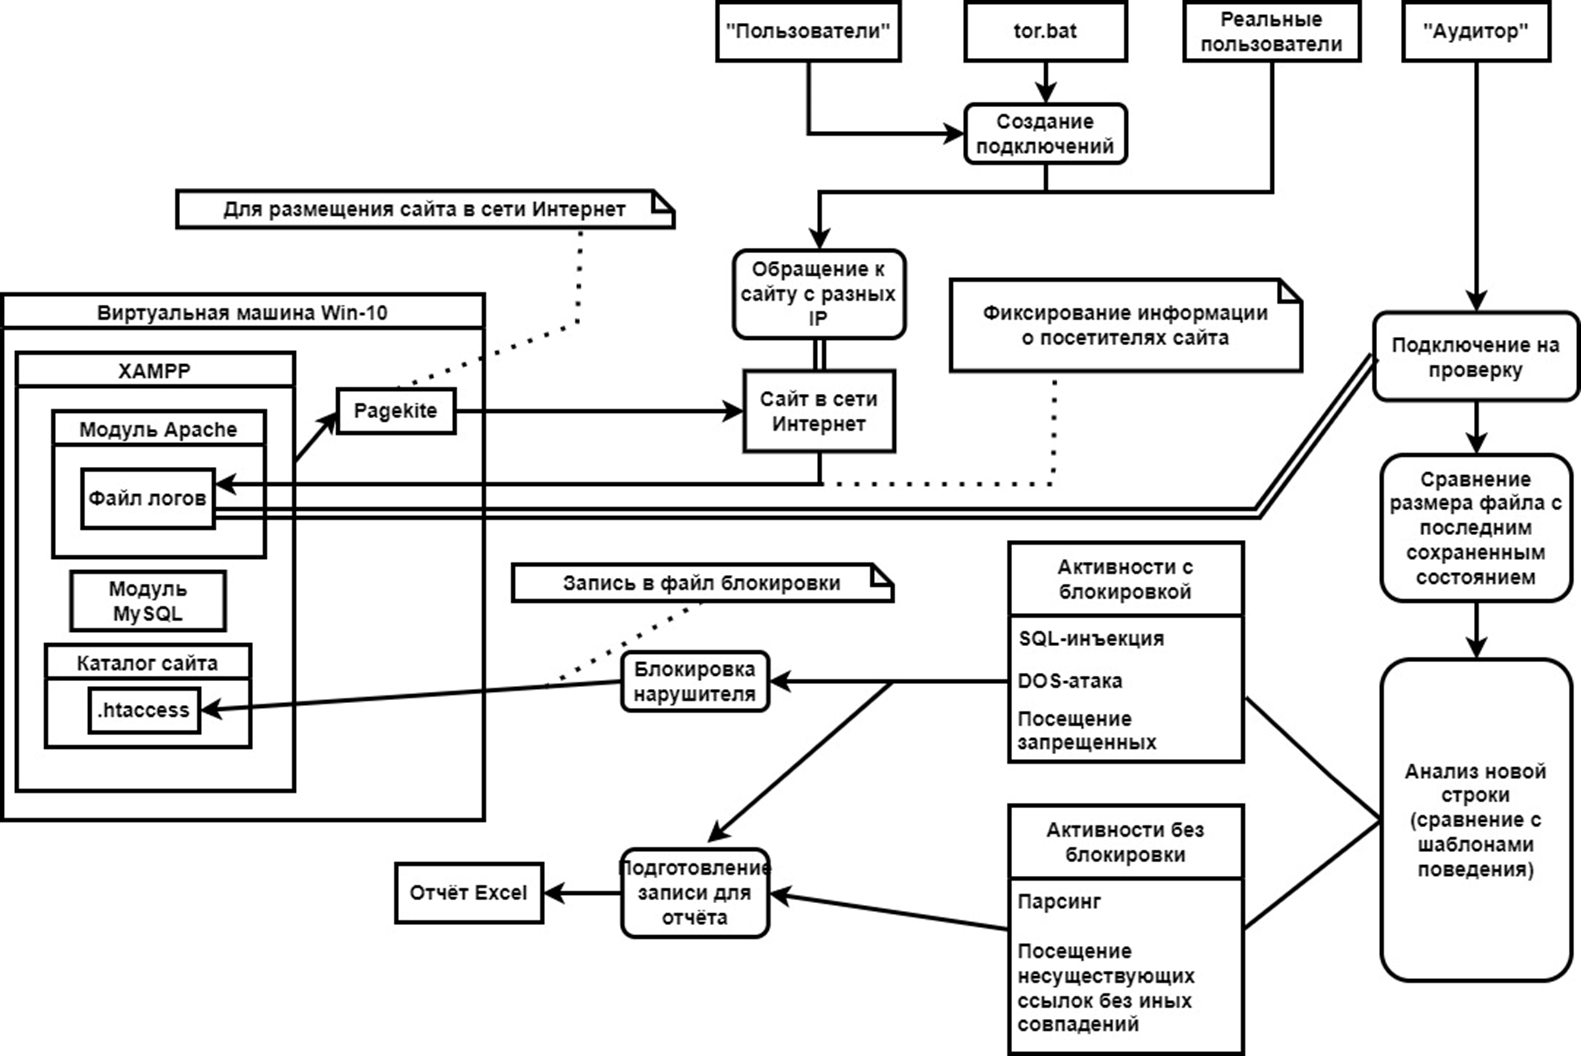 "Пользователи"
tor.bat
Реальные
пользователи
"Аудитор"
Создание
подключений
Для размещения сайта в сети Интернет
Обращение к
сайту с разных
IP
Фиксирование информации
о посетителях сайта
Виртуальная машина Win-10
XAMPP
Pagekite
Сайт в сети
Интернет
Подключение на
проверку
Модуль Apache
Файл логов
Сравнение
размера файла с
последним
сохраненным
состоянием
Модуль
MySQL
Каталог сайта
.htaccess
Запись в файл блокировки
Блокировка
нарушителя
Активности с
блокировкой
SQL-инъекция
DOS-атака
Посещение
запрещенных
Анализ новой
строки
(сравнение с
шаблонами
поведения)
Активности без
блокировки
Парсинг
Посещение
несуществующих
ссылок без иных
совпадений
Подготовление
записи для
отчёта
Отчёт Excel